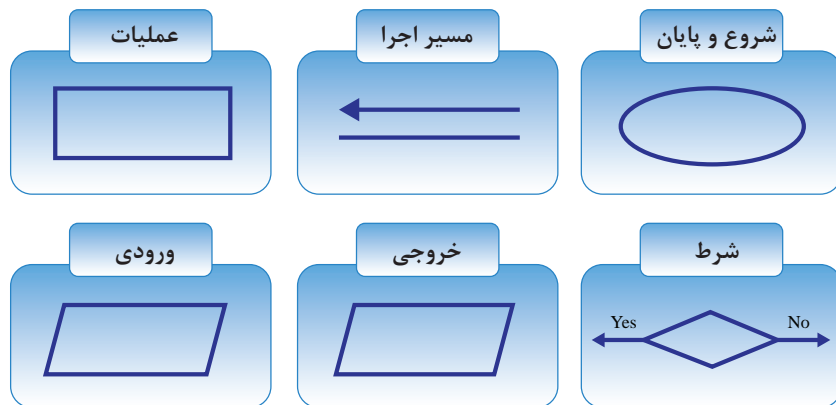 شروع و پایان
مسیر اجرا
عملیات
شرط
خروجی
ورودی
No
Yes